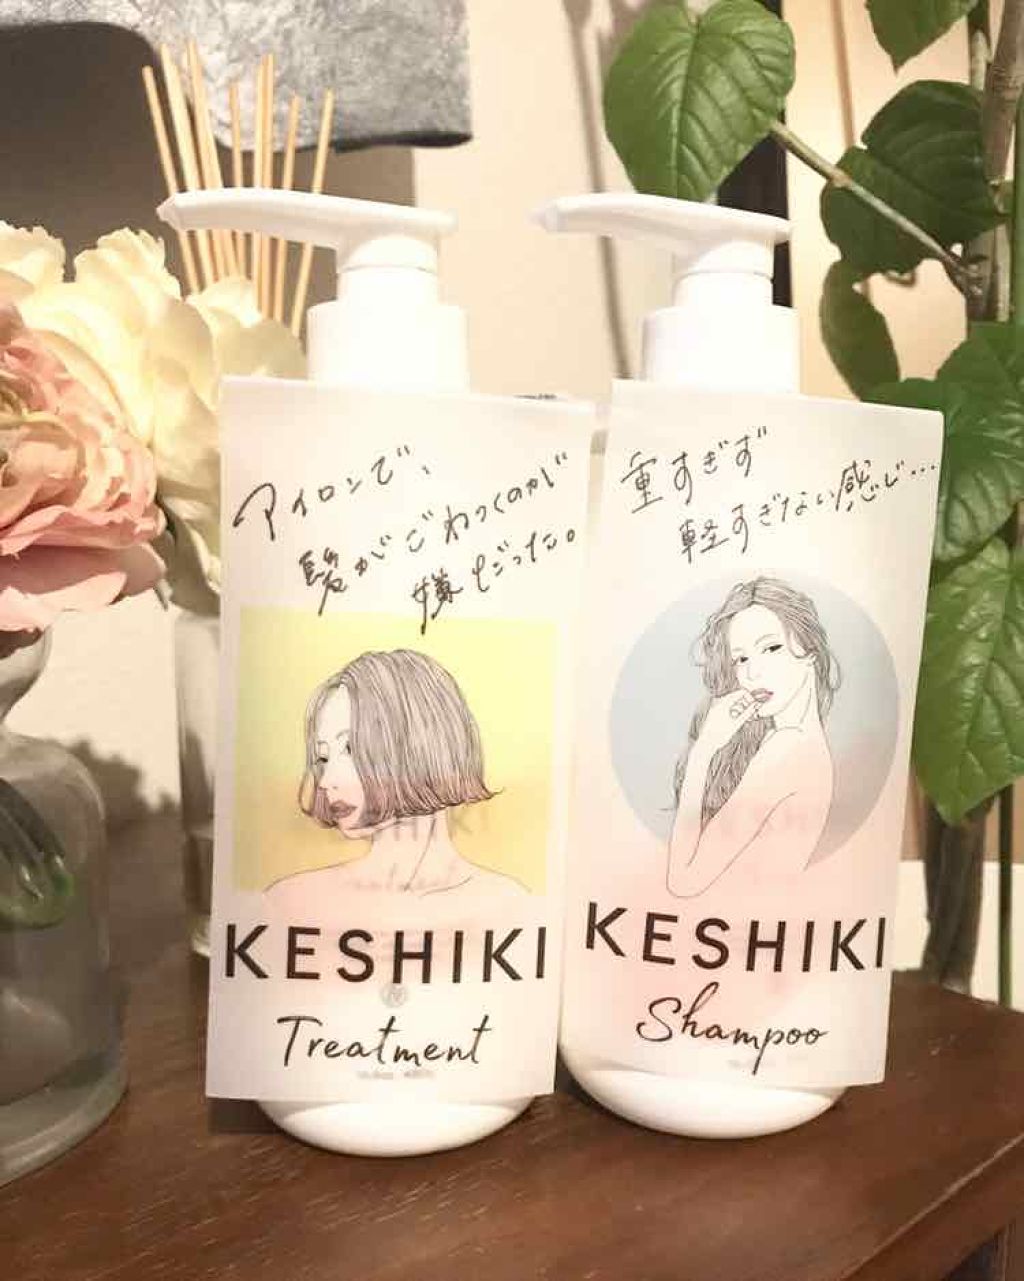 アイロンで、
髪がごわつくのが
嫌だった。
KESHIKI
Treatment
重すぎず
軽すぎない感じ…
KESHIKI
Shampoo